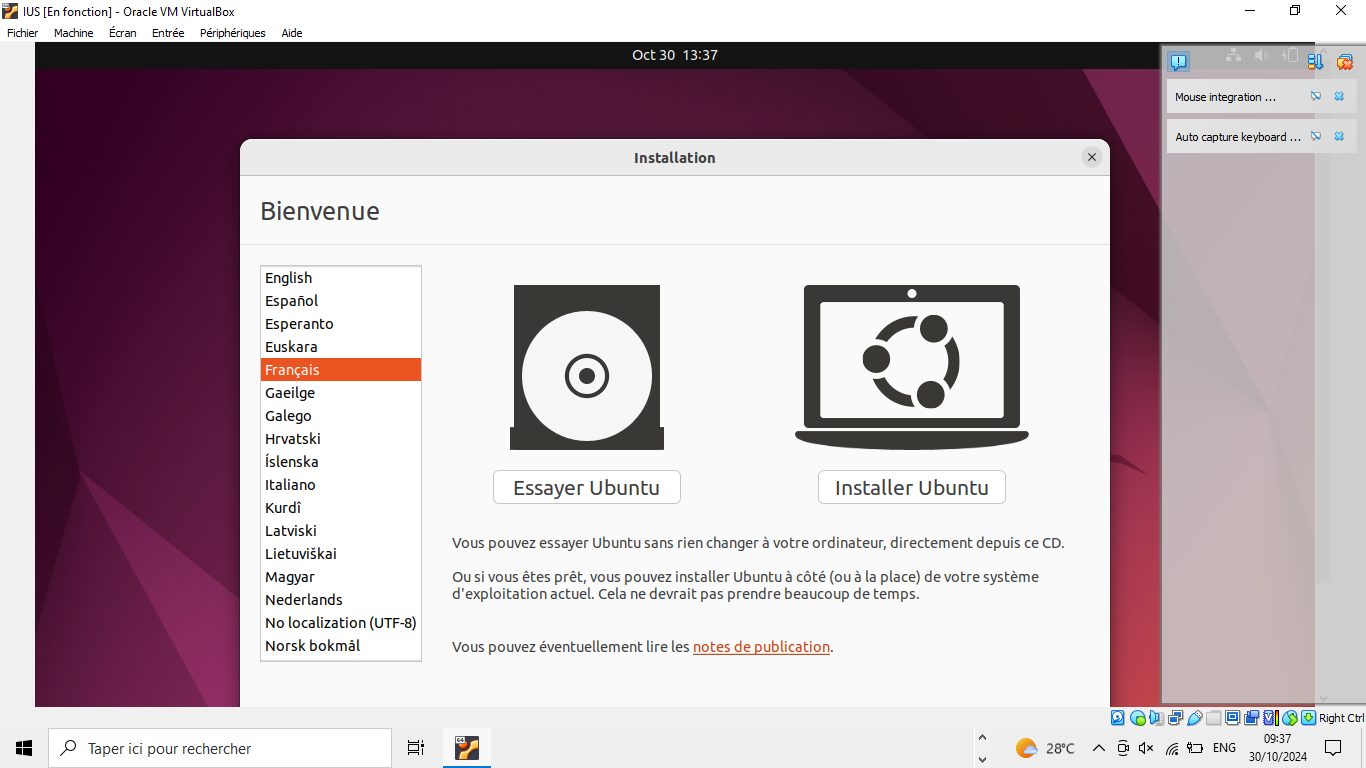 IUS [En fonction] - Oracle VM VirtualBox
Fichier Machine Écran Entrée Périphériques Aide
Oct 30 13:37
Mouse integration ...
Auto capture keyboard ...
Installation
Bienvenue
English
Español
Esperanto
Euskara
Français
Gaeilge
Galego
Hrvatski
Íslenska
Italiano
Kurdî
Latviski
Lietuviškai
Magyar
Nederlands
No localization (UTF-8)
Norsk bokmål
Essayer Ubuntu
Installer Ubuntu
Vous pouvez essayer Ubuntu sans rien changer à votre ordinateur, directement depuis ce CD.
Ou si vous êtes prêt, vous pouvez installer Ubuntu à côté (ou à la place) de votre système
d'exploitation actuel. Cela ne devrait pas prendre beaucoup de temps.
Vous pouvez éventuellement lire les notes de publication.
Right Ctrl
Taper ici pour rechercher
28°C
ENG
09:37
30/10/2024